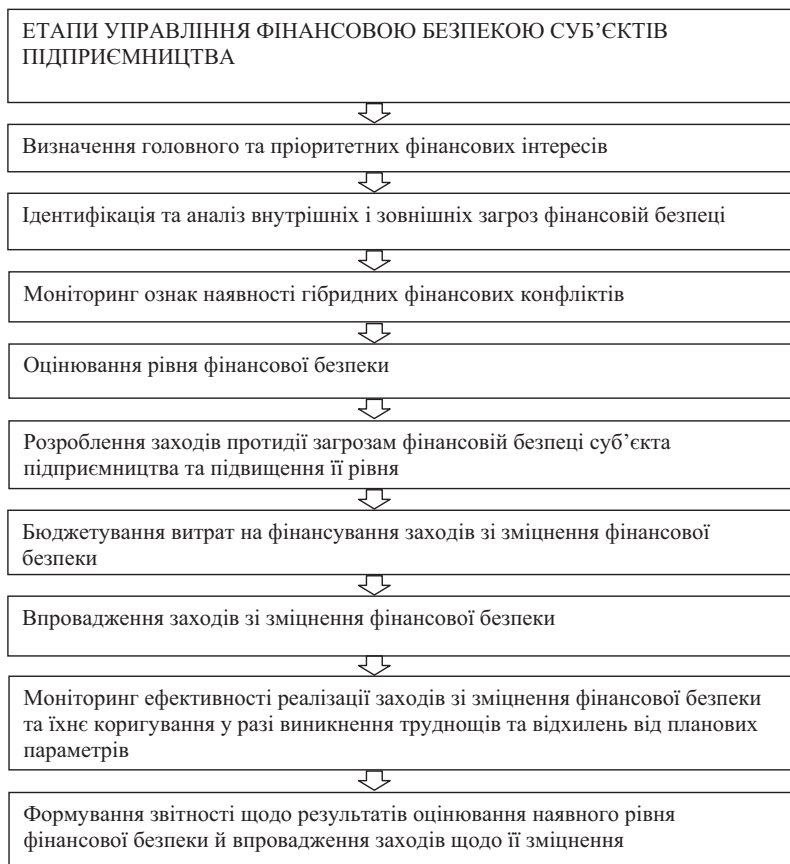 ЕТАПИ УПРАВЛІННЯ ФІНАНСОВОЮ БЕЗПЕКОЮ СУБ’ЄКТІВ
ПІДПРИЄМНИЦТВА
Визначення головного та пріоритетних фінансових інтересів
Ідентифікація та аналіз внутрішніх і зовнішніх загроз фінансовій безпеці
Моніторинг ознак наявності гібридних фінансових конфліктів
Оцінювання рівня фінансової безпеки
Розроблення заходів протидії загрозам фінансовій безпеці суб’єкта
підприємництва та підвищення її рівня
Бюджетування витрат на фінансування заходів зі зміцнення фінансової
безпеки
Впровадження заходів зі зміцнення фінансової безпеки
Моніторинг ефективності реалізації заходів зі зміцнення фінансової безпеки
та їхнє коригування у разі виникнення труднощів та відхилень від планових
параметрів
Формування звітності щодо результатів оцінювання наявного рівня
фінансової безпеки й впровадження заходів щодо її зміцнення